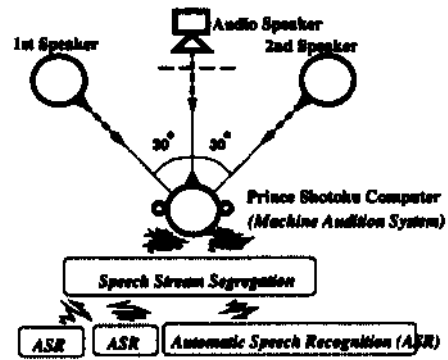 Audio Speaker
1st Speaker
2nd Speaker
30°
30°
Prince Shotoku Computer
(Machine Audition System)
Speech Stream Segregation
ASR
ASR
Automatic Speech Recognition (ASR)